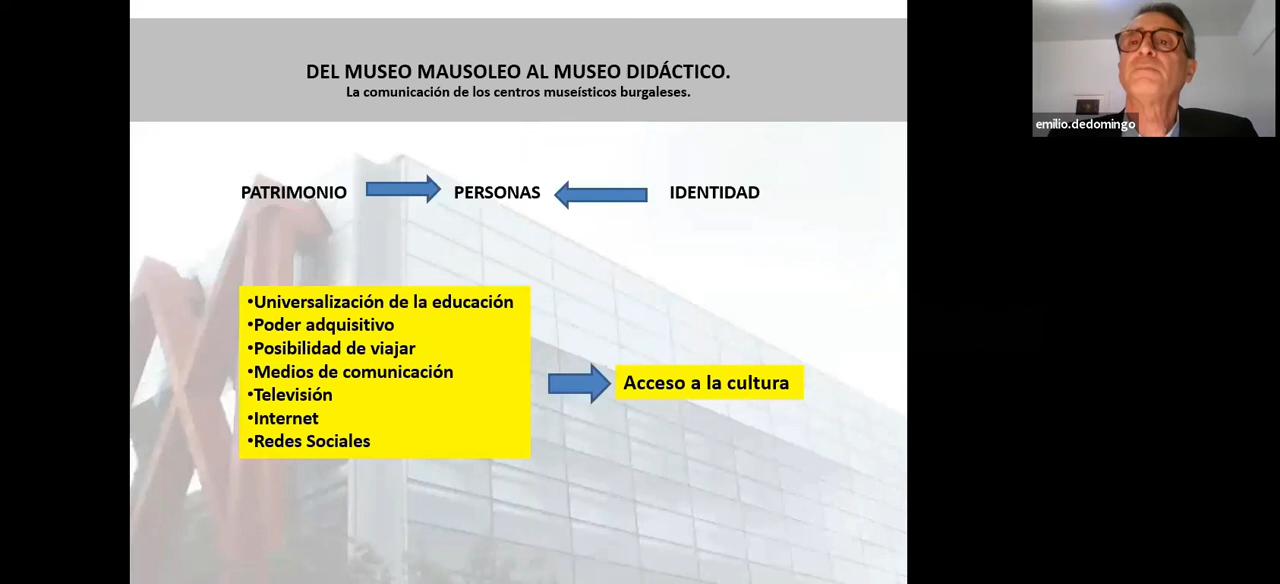 DEL MUSEO MAUSOLEO AL MUSEO DIDÁCTICO.
La comunicación de los centros museísticos burgaleses.
emilio.dedomingo
PATRIMONIO PERSONAS IDENTIDAD
•Universalización de la educación
•Poder adquisitivo
•Posibilidad de viajar
•Medios de comunicación
•Televisión
•Internet
•Redes Sociales
Acceso a la cultura